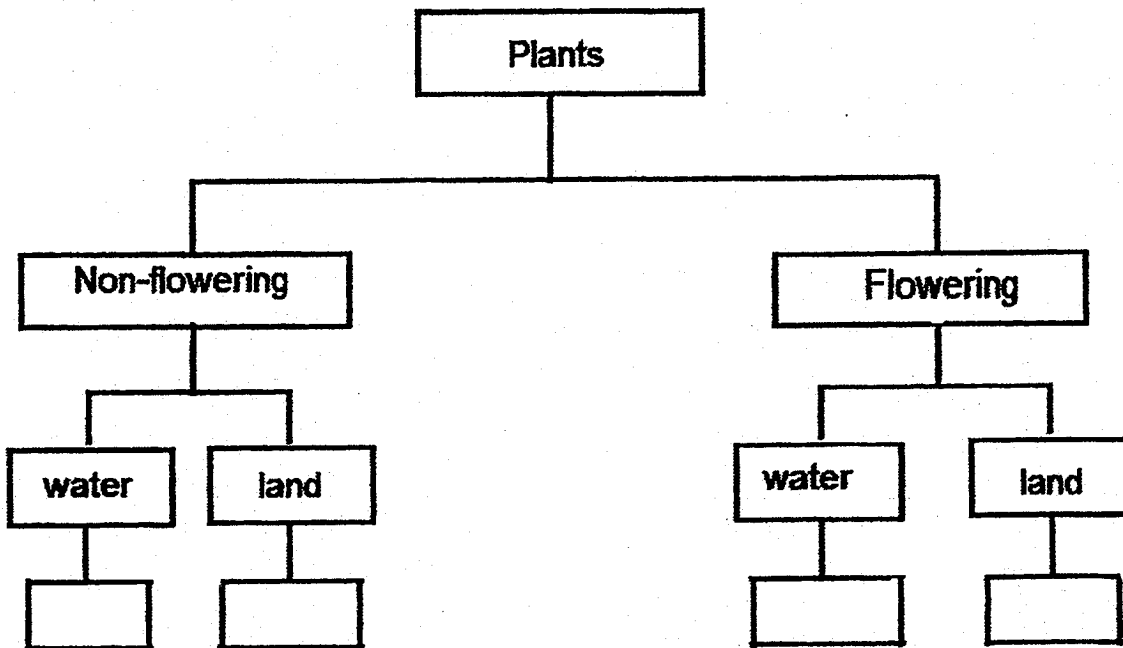 Plants
Non-flowering
Flowering
water
land
water
land